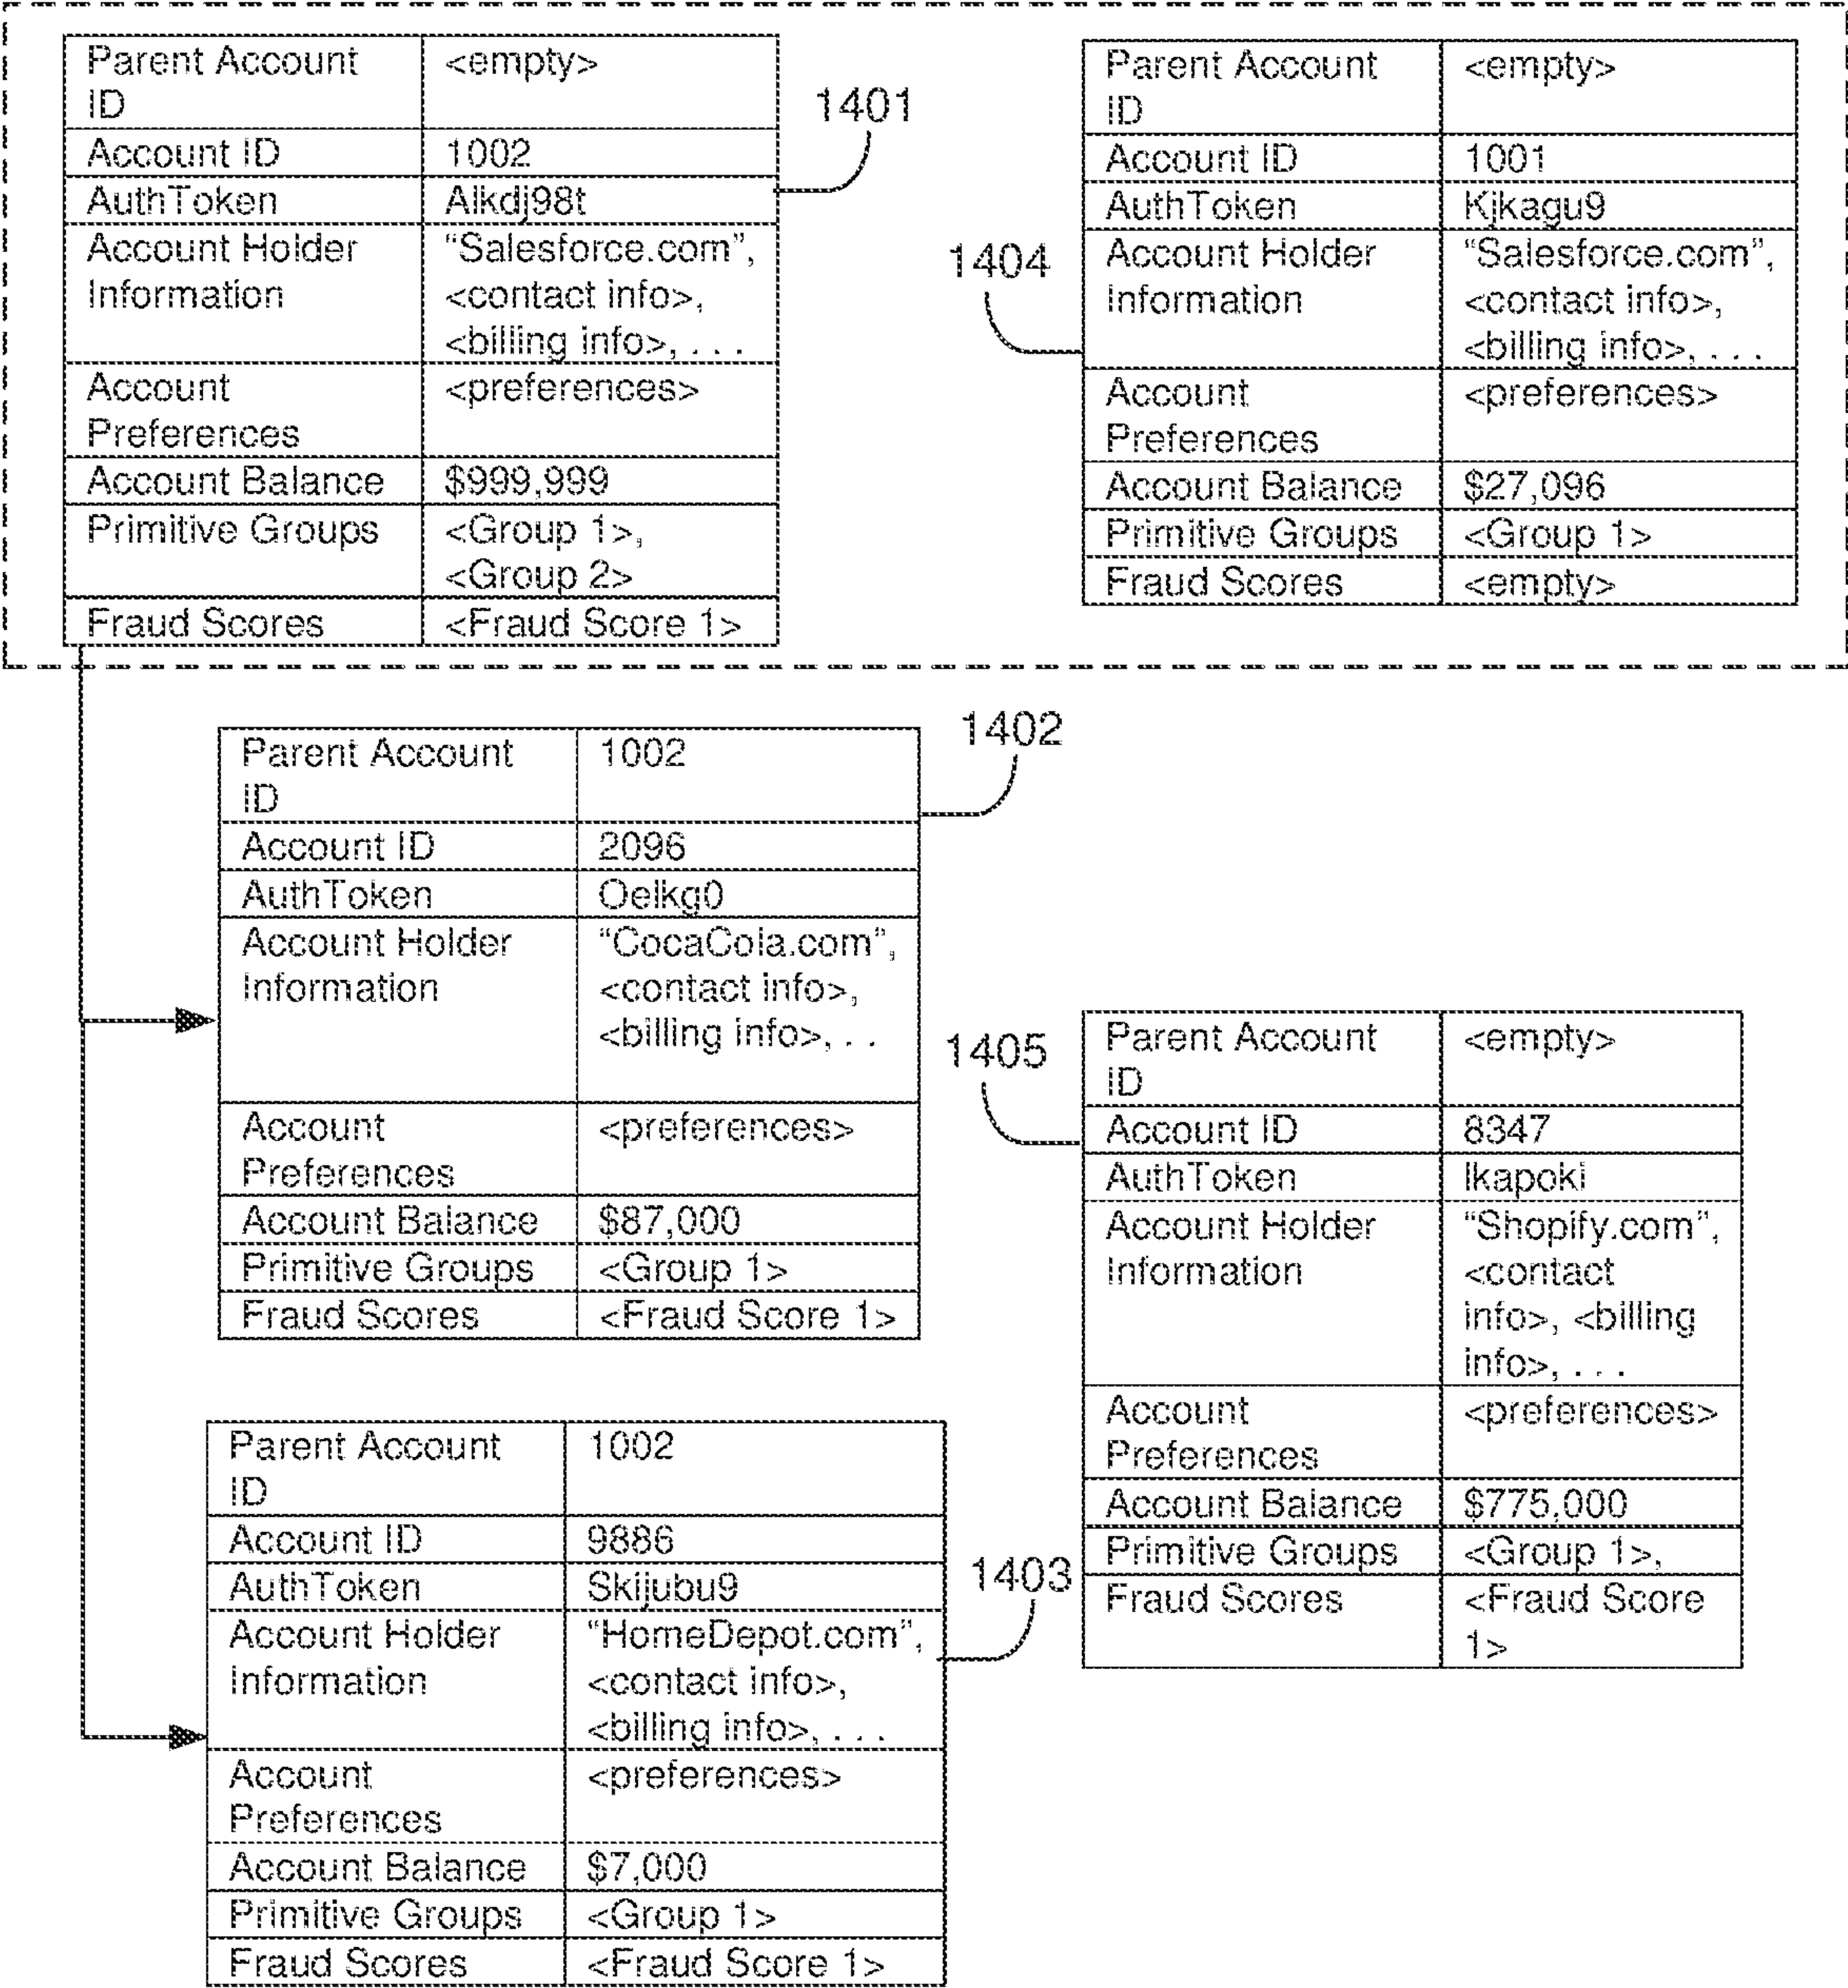 Parent Account <empty>
ID
Account ID 1002
AuthToken Alkdj98t
Account Holder "Salesforce.com",
Information <contact info>,
<billing info>, . . .
Account <preferences>
Preferences
Account Balance $999,999
Primitive Groups <Group 1>,
<Group 2>
Fraud Scores <Fraud Score 1>
1401
Parent Account <empty>
ID
Account ID 1001
AuthToken Kjkagu9
Account Holder "Salesforce.com",
Information <contact info>,
<billing info>, . . .
Account <preferences>
Preferences
Account Balance $27,096
Primitive Groups <Group 1>
Fraud Scores <empty>
1404
Parent Account 1002
ID
Account ID 2096
AuthToken Oelkg0
Account Holder "CocaCola.com",
Information <contact info>,
<billing info>, . .
Account <preferences>
Preferences
Account Balance $87,000
Primitive Groups <Group 1>
Fraud Scores <Fraud Score 1>
1402
1405
Parent Account <empty>
ID
Account ID 8347
AuthToken Ikapoki
Account Holder "Shopify.com",
Information <contact
info>, <billing
info>, . . .
Account <preferences>
Preferences
Account Balance $775,000
Primitive Groups <Group 1>,
Fraud Scores <Fraud Score
1>
Parent Account 1002
ID
Account ID 9886
AuthToken Skijubu9
Account Holder "HomeDepot.com",
Information <contact info>,
<billing info>, . . .
Account <preferences>
Preferences
Account Balance $7,000
Primitive Groups <Group 1>
Fraud Scores <Fraud Score 1>
1403